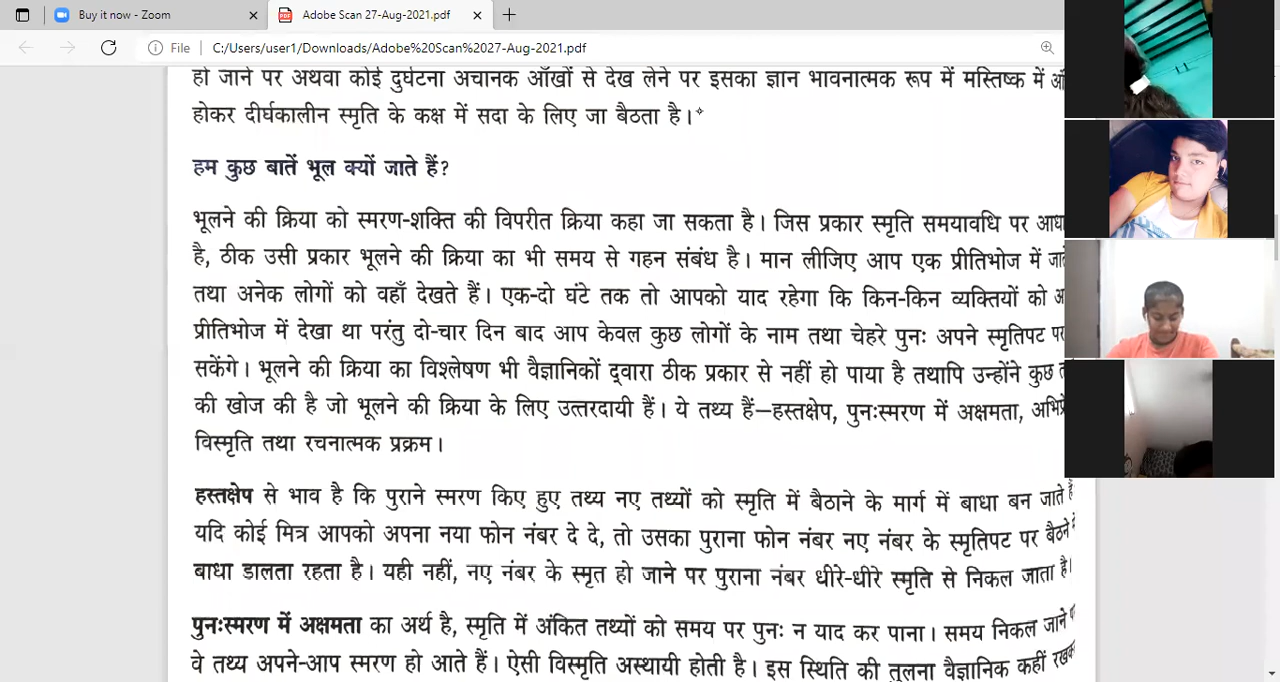 Buy it now - Zoom
Adobe Scan 27-Aug-2021.pdf
File
C:/Users/user1/Downloads/Adobe%20Scan%2027-Aug-2021.pdf
हो जाने पर अथवा कोई दुर्घटना अचानक आँखों से देख लेने पर इसका ज्ञान भावनात्मक रूप में मस्तिष्क में
होकर दीर्घकालीन स्मृति के कक्ष में सदा के लिए जा बैठता है।
हम कुछ बातें भूल क्यों जाते हैं?
भूलने की क्रिया को स्मरण-शक्ति की विपरीत क्रिया कहा जा सकता है। जिस प्रकार स्मृति समयावधि पर
है, ठीक उसी प्रकार भूलने की क्रिया का भी समय से गहन संबंध है। मान लीजिए आप एक प्रीतिभोज में
तथा अनेक लोगों को वहाँ देखते हैं। एक-दो घंटे तक तो आपको याद रहेगा कि किन-किन व्यक्तियों को
प्रीतिभोज में देखा था परंतु दो-चार दिन बाद आप केवल कुछ लोगों के नाम तथा चेहरे पुनः अपने स्मृतिपट
सकेंगे। भूलने की क्रिया का विश्लेषण भी वैज्ञानिकों द्वारा ठीक प्रकार से नहीं हो पाया है तथापि उन्होंने कुछ
की खोज की है जो भूलने की क्रिया के लिए उत्तरदायी हैं। ये तथ्य हैं—हस्तक्षेप, पुनःस्मरण में अक्षमता,
विस्मृति तथा रचनात्मक प्रक्रम।
हस्तक्षेप से भाव है कि पुराने स्मरण किए हुए तथ्य नए तथ्यों को स्मृति में बैठाने के मार्ग में बाधा बन जाते
यदि कोई मित्र आपको अपना नया फोन नंबर दे दे, तो उसका पुराना फोन नंबर नए नंबर के स्मृतिपट पर बैठने
बाधा डालता रहता है। यही नहीं, नए नंबर के स्मृत हो जाने पर पुराना नंबर धीरे-धीरे स्मृति से निकल जाता है।
पुनःस्मरण में अक्षमता का अर्थ है, स्मृति में अंकित तथ्यों को समय पर पुनः न याद कर पाना। समय निकल जाने
वे तथ्य अपने-आप स्मरण हो आते हैं। ऐसी विस्मृति अस्थायी होती है। इस स्थिति की तुलना वैज्ञानिक कहीं